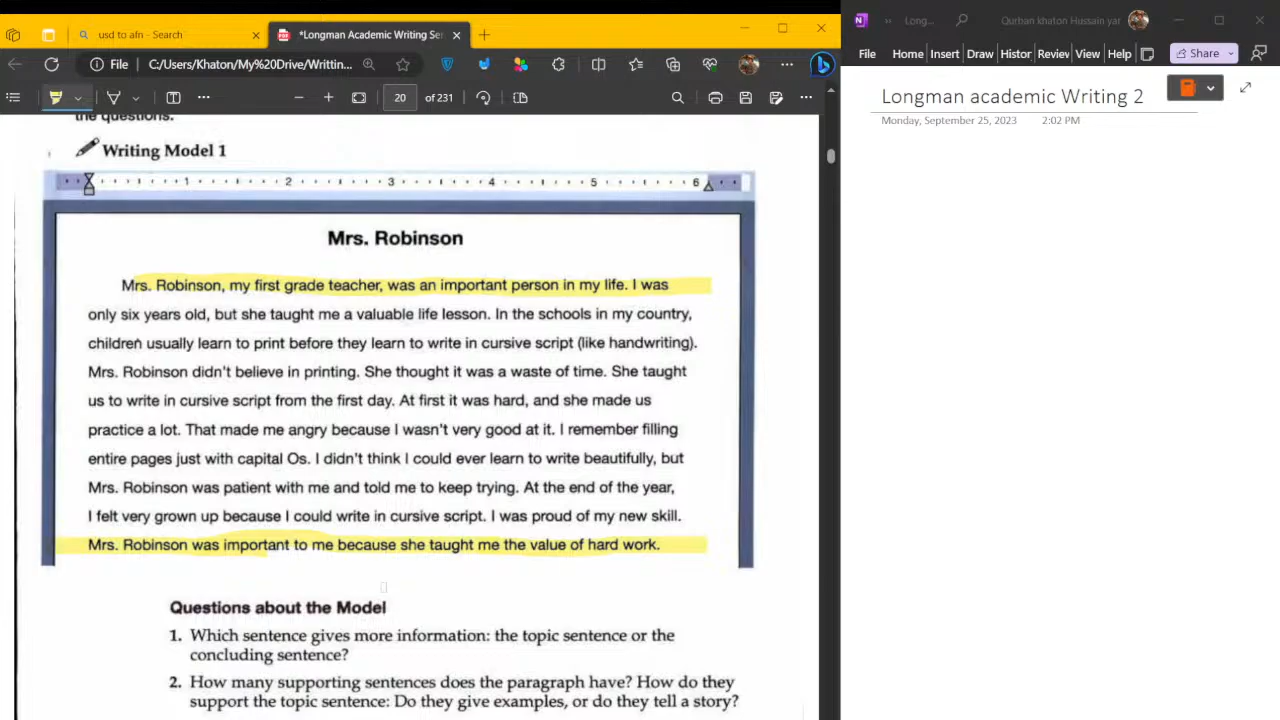 usd to afn - Search
*Longman Academic Writing Ser
Long...
Qurban khaton Hussain yar
File
C:/Users/Khaton/My%20Drive/Writtin...
File Home Insert Draw Histor Review View Help
Share
20 of 231
Longman academic Writing 2
Monday, September 25, 2023 2:02 PM
the questions.
Writing Model 1
1 2 3 4 5 6
Mrs. Robinson
Mrs. Robinson, my first grade teacher, was an important person in my life. I was
only six years old, but she taught me a valuable life lesson. In the schools in my country,
children usually learn to print before they learn to write in cursive script (like handwriting).
Mrs. Robinson didn't believe in printing. She thought it was a waste of time. She taught
us to write in cursive script from the first day. At first it was hard, and she made us
practice a lot. That made me angry because I wasn't very good at it. I remember filling
entire pages just with capital Os. I didn't think I could ever learn to write beautifully, but
Mrs. Robinson was patient with me and told me to keep trying. At the end of the year,
I felt very grown up because I could write in cursive script. I was proud of my new skill.
Mrs. Robinson was important to me because she taught me the value of hard work.
Questions about the Model
1. Which sentence gives more information: the topic sentence or the
concluding sentence?
2. How many supporting sentences does the paragraph have? How do they
support the topic sentence: Do they give examples, or do they tell a story?